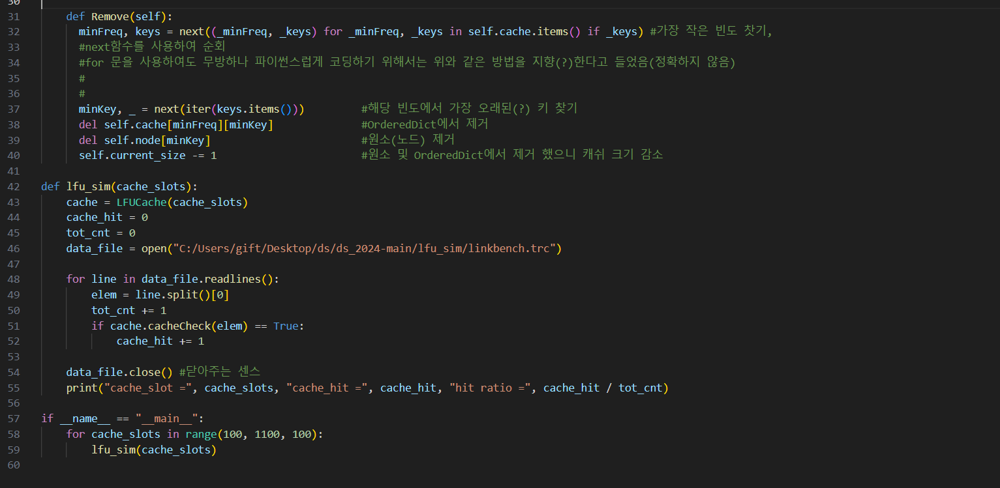 30
31 def Remove(self):
32 minFreq, keys = next((_minFreq, _keys) for _minFreq, _keys in self.cache.items() if _keys) #가장 작은 빈도 찻기,
33 #next함수를 사용하여 순회
34 #for 문을 사용하여도 무방하나 파이썬스럽게 코딩하기 위해서는 위와 같은 방법을 지향(?)한다고 들었음(정확하지 않음)
35 #
36 #
37 minKey, _ = next(iter(keys.items())) #해당 빈도에서 가장 오래된(?) 키 찾기
38 del self.cache[minFreq][minKey] #OrderedDict에서 제거
39 del self.node[minKey] #원소(노드) 제거
40 self.current_size -= 1 #원소 및 OrderedDict에서 제거 했으니 캐쉬 크기 감소
41
42 def lfu_sim(cache_slots):
43 cache = LFUCache(cache_slots)
44 cache_hit = 0
45 tot_cnt = 0
46 data_file = open("C:/Users/gift/Desktop/ds/ds_2024-main/lfu_sim/linkbench.trc")
47
48 for line in data_file.readlines():
49 elem = line.split()[0]
50 tot_cnt += 1
51 if cache.cacheCheck(elem) == True:
52 cache_hit += 1
53
54 data_file.close() #닫아주는 센스
55 print("cache_slot =", cache_slots, "cache_hit =", cache_hit, "hit ratio =", cache_hit / tot_cnt)
56
57 if __name__ == "__main__":
58 for cache_slots in range(100, 1100, 100):
59 lfu_sim(cache_slots)
60